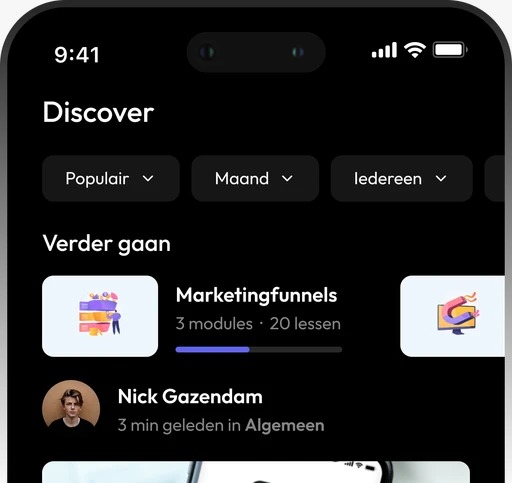 9:41
Discover
Populair
Maand
Iedereen
Verder gaan
Marketingfunnels
3 modules · 20 lessen
Nick Gazendam
3 min geleden in Algemeen